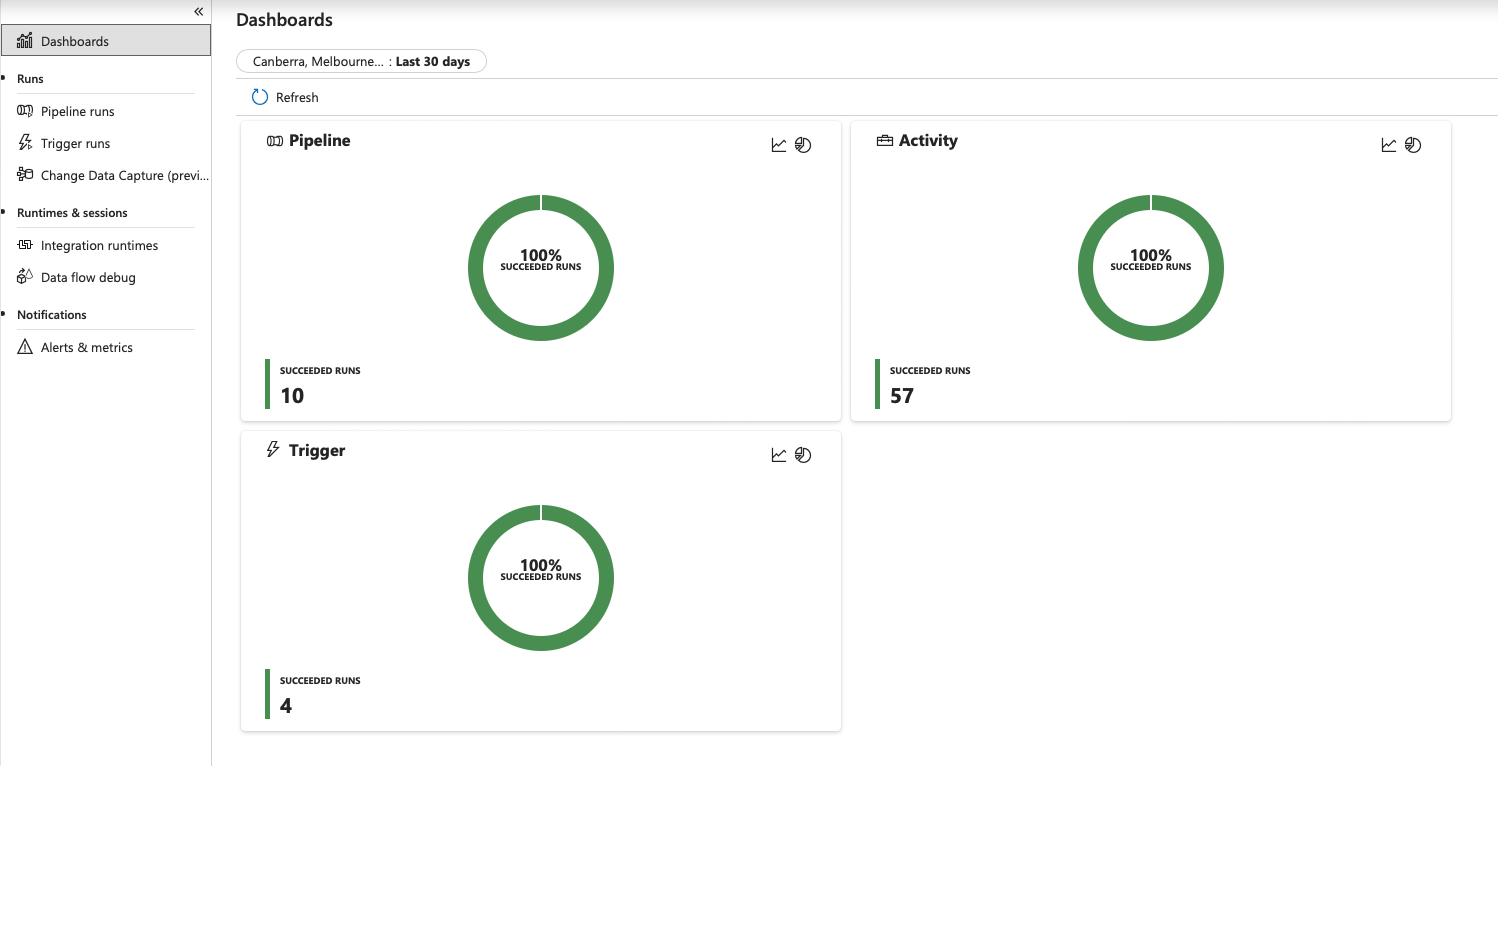 Dashboards
Runs
Pipeline runs
Trigger runs
Change Data Capture (previ...
Runtimes & sessions
Integration runtimes
Data flow debug
Notifications
Alerts & metrics
Dashboards
Canberra, Melbourne... : Last 30 days
Refresh
Pipeline
100%
SUCCEEDED RUNS
SUCCEEDED RUNS
10
Activity
100%
SUCCEEDED RUNS
SUCCEEDED RUNS
57
Trigger
100%
SUCCEEDED RUNS
SUCCEEDED RUNS
4